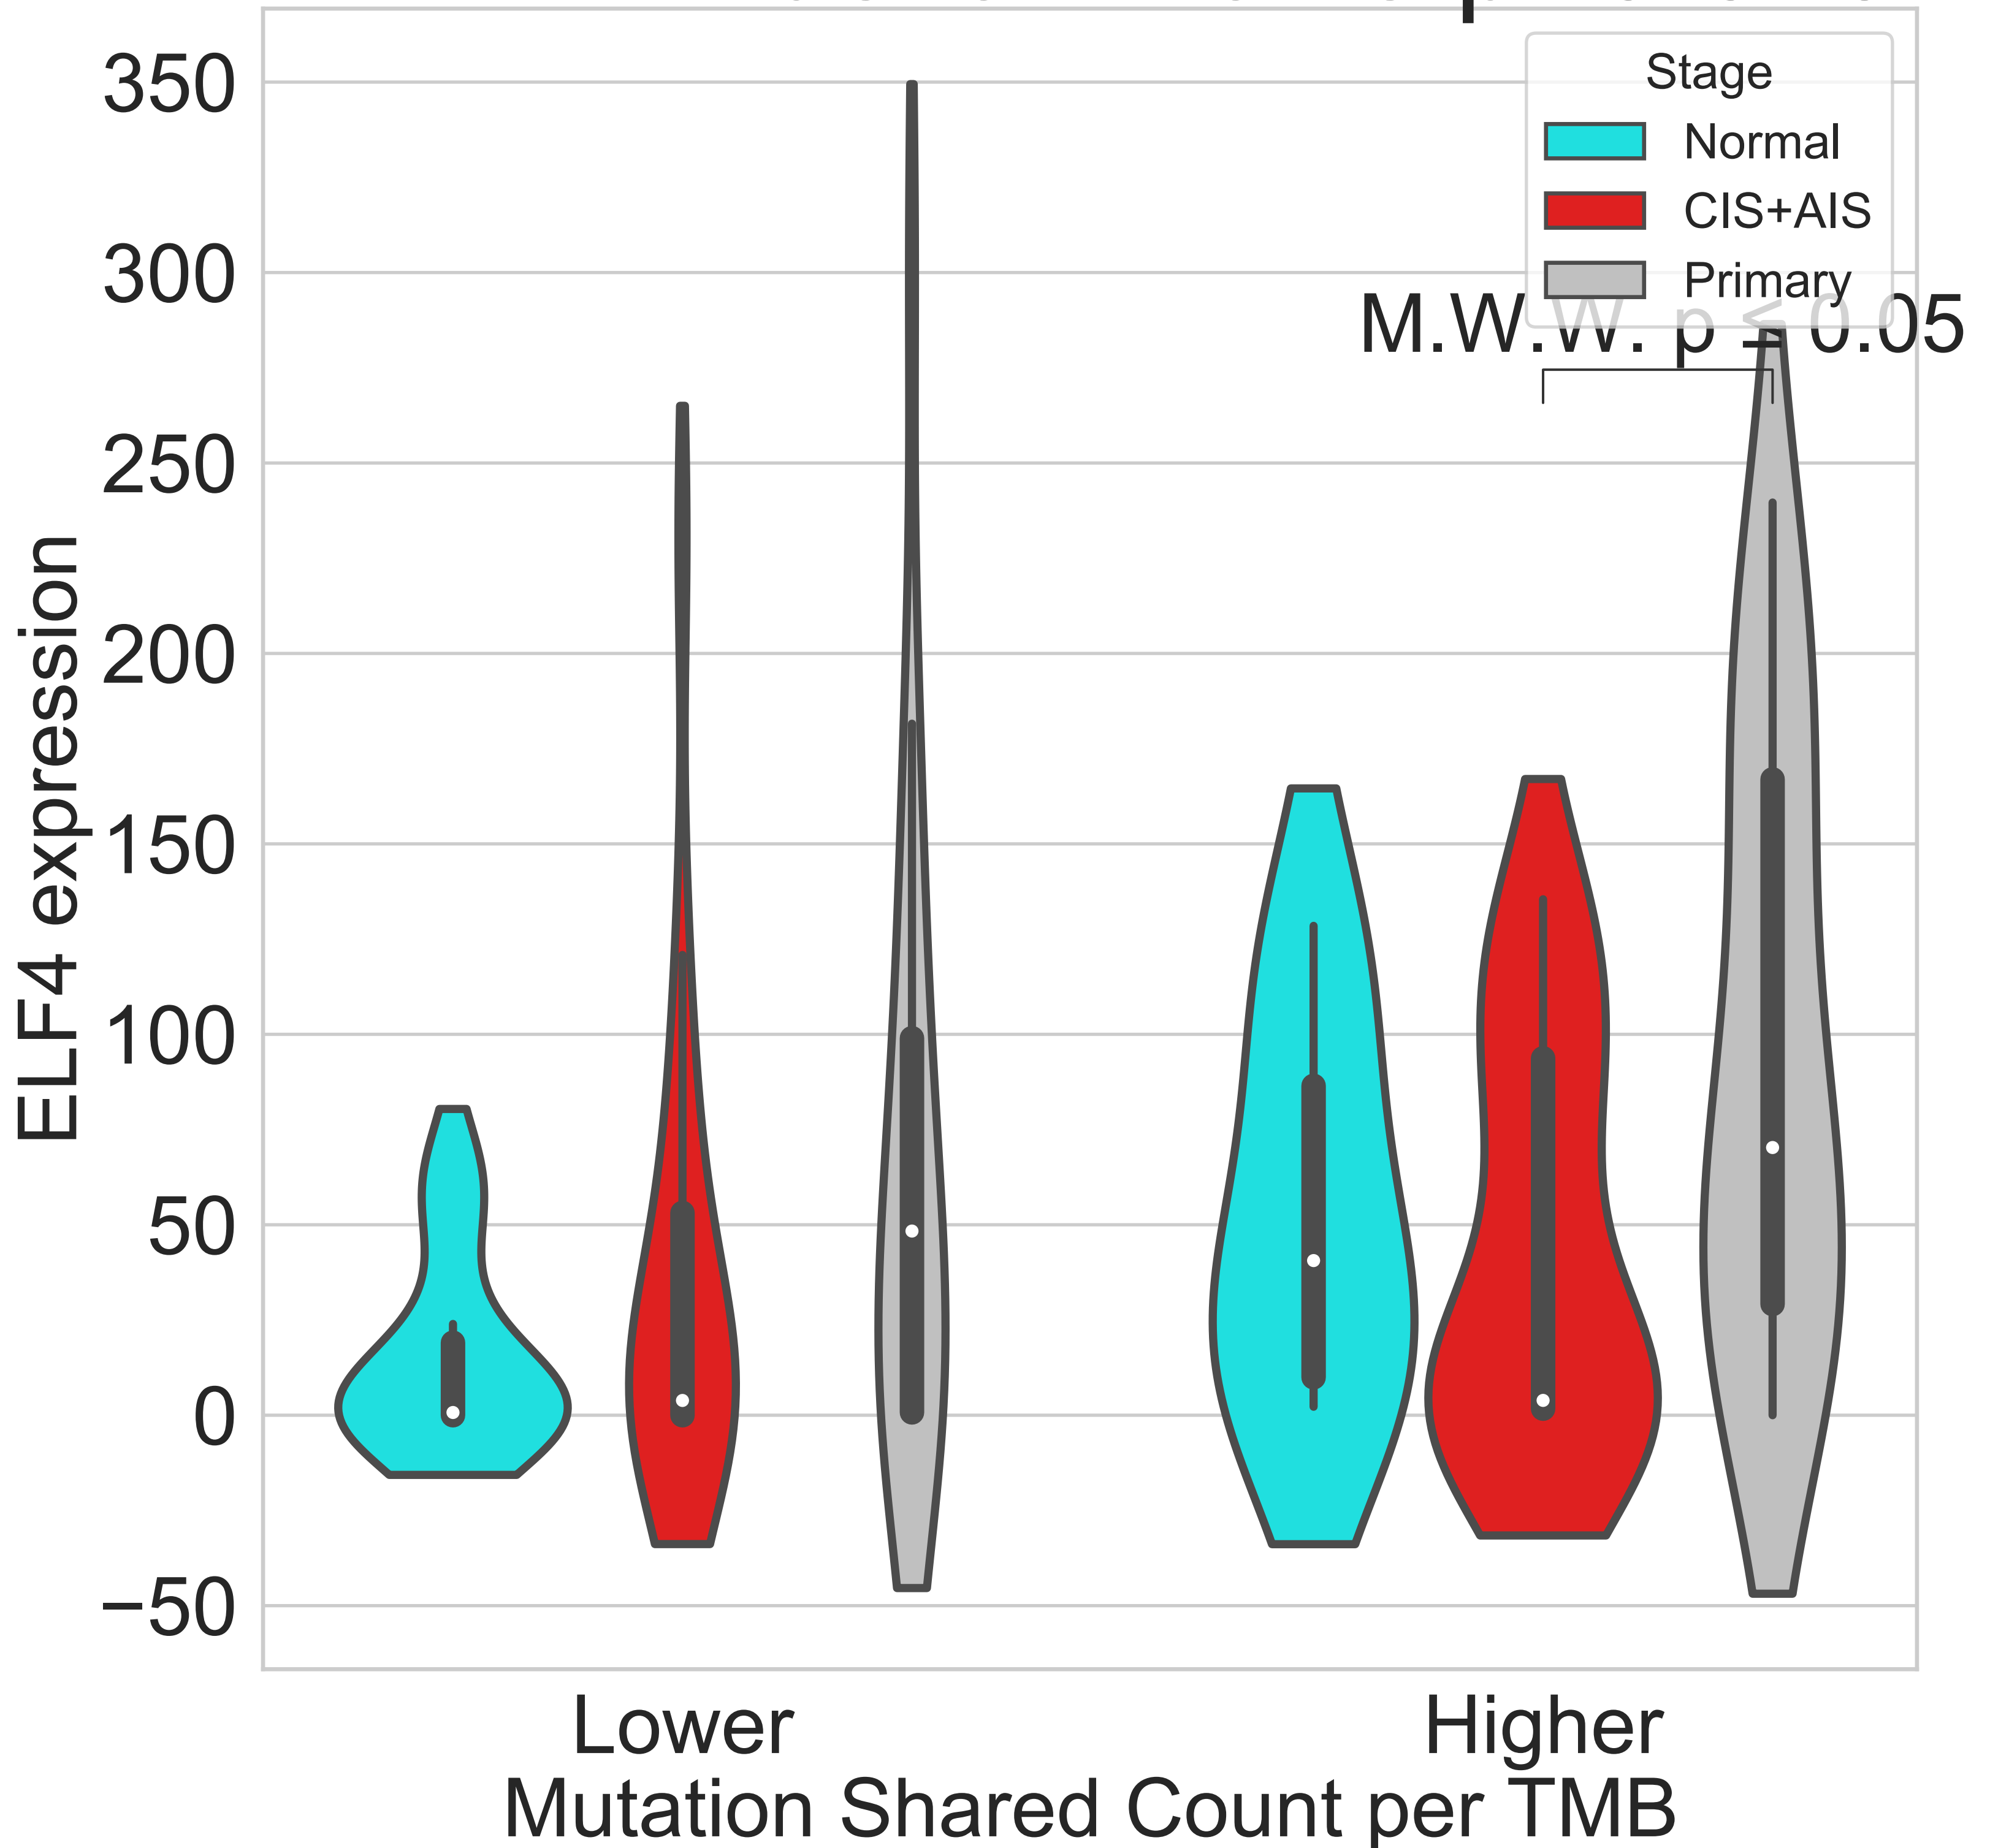 Stage
Normal
CIS+AIS
Primary
M.W.W. p ≤ 0.05
350
300
250
200
150
100
50
0
−50
ELF4 expression
Lower
Higher
Mutation Shared Count per TMB